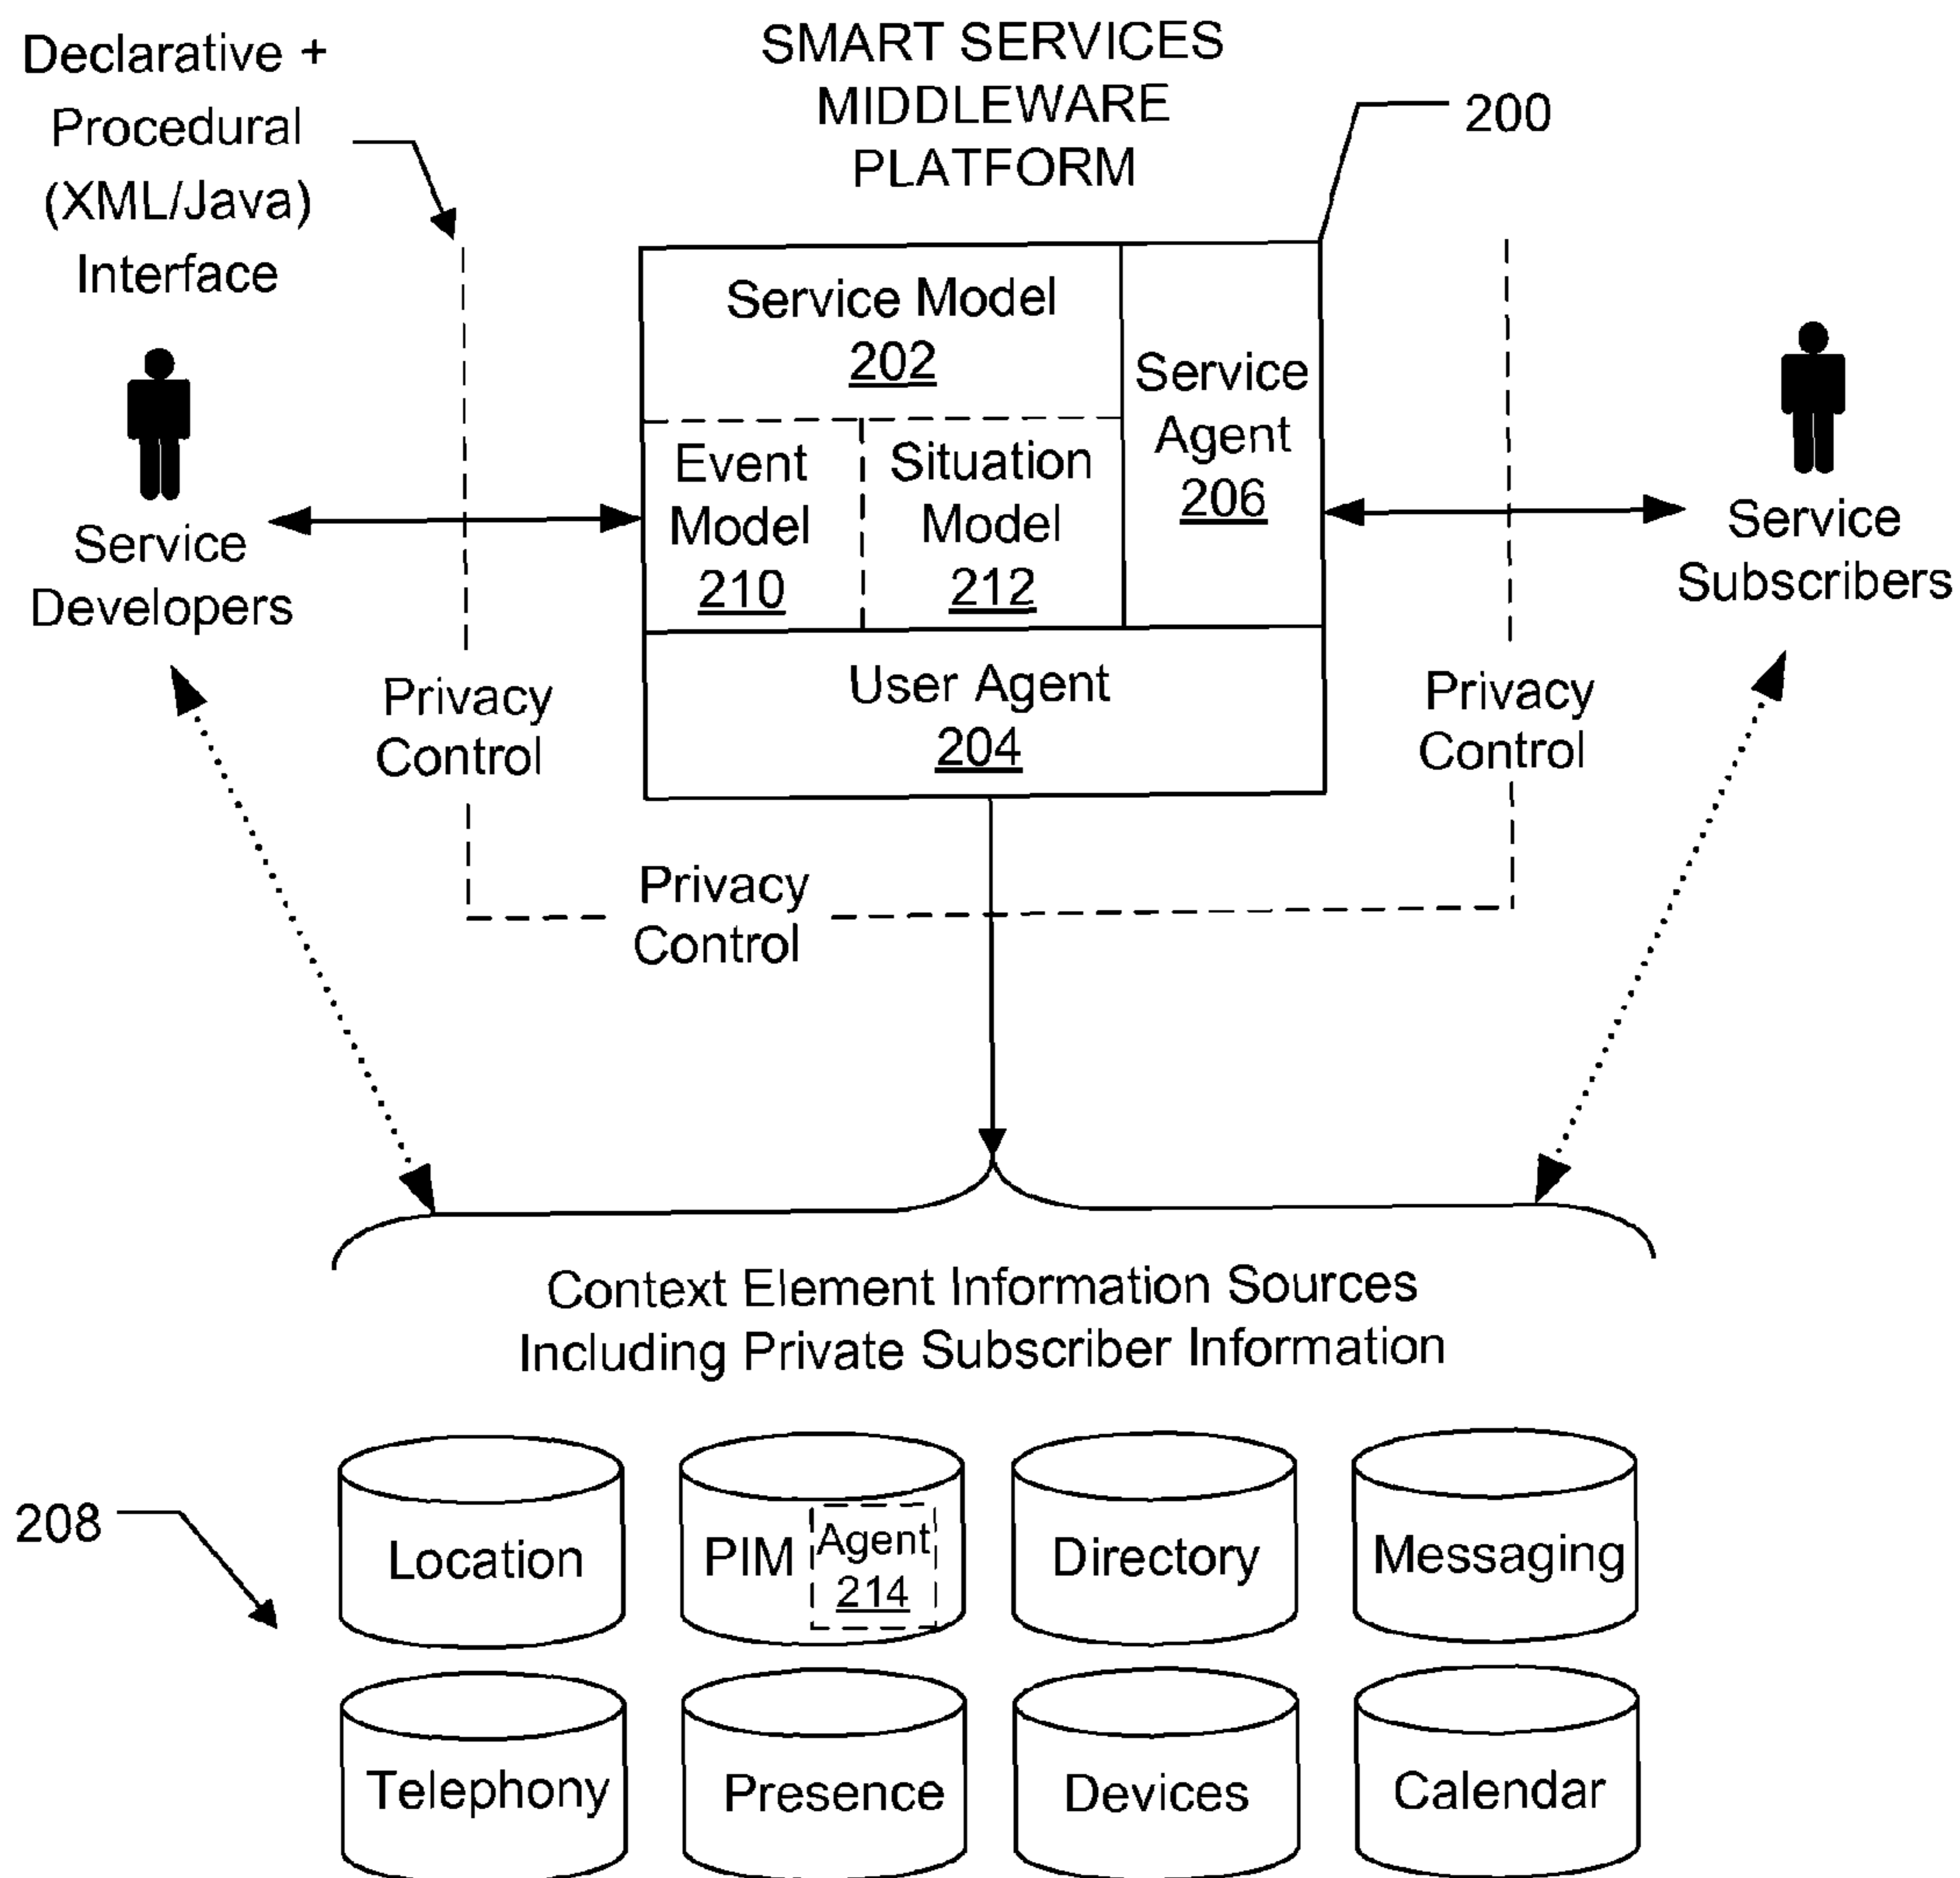 Declarative +
Procedural
(XML/Java)
Interface
SMART SERVICES
MIDDLEWARE
PLATFORM
200
Service Model
202
Service
Agent
206
Event
Model
210
Situation
Model
212
User Agent
204
Service
Developers
Service
Subscribers
Privacy
Control
Privacy
Control
Privacy
Control
Context Element Information Sources
Including Private Subscriber Information
208
Location
PIM
Agent
214
Directory
Messaging
Telephony
Presence
Devices
Calendar